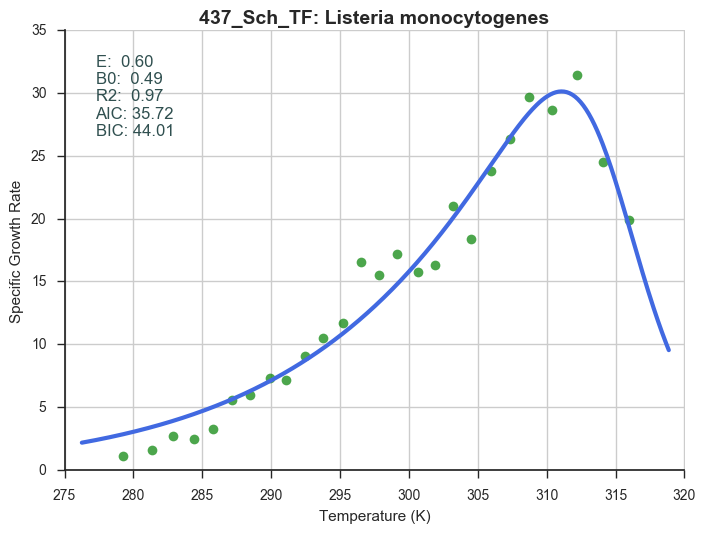 437_Sch_TF: Listeria monocytogenes
35
E:  0.60
B0:  0.49
R2:  0.97
AIC: 35.72
BIC: 44.01
30
25
20
15
10
5
0
Specific Growth Rate
275 280 285 290 295 300 305 310 315 320
Temperature (K)